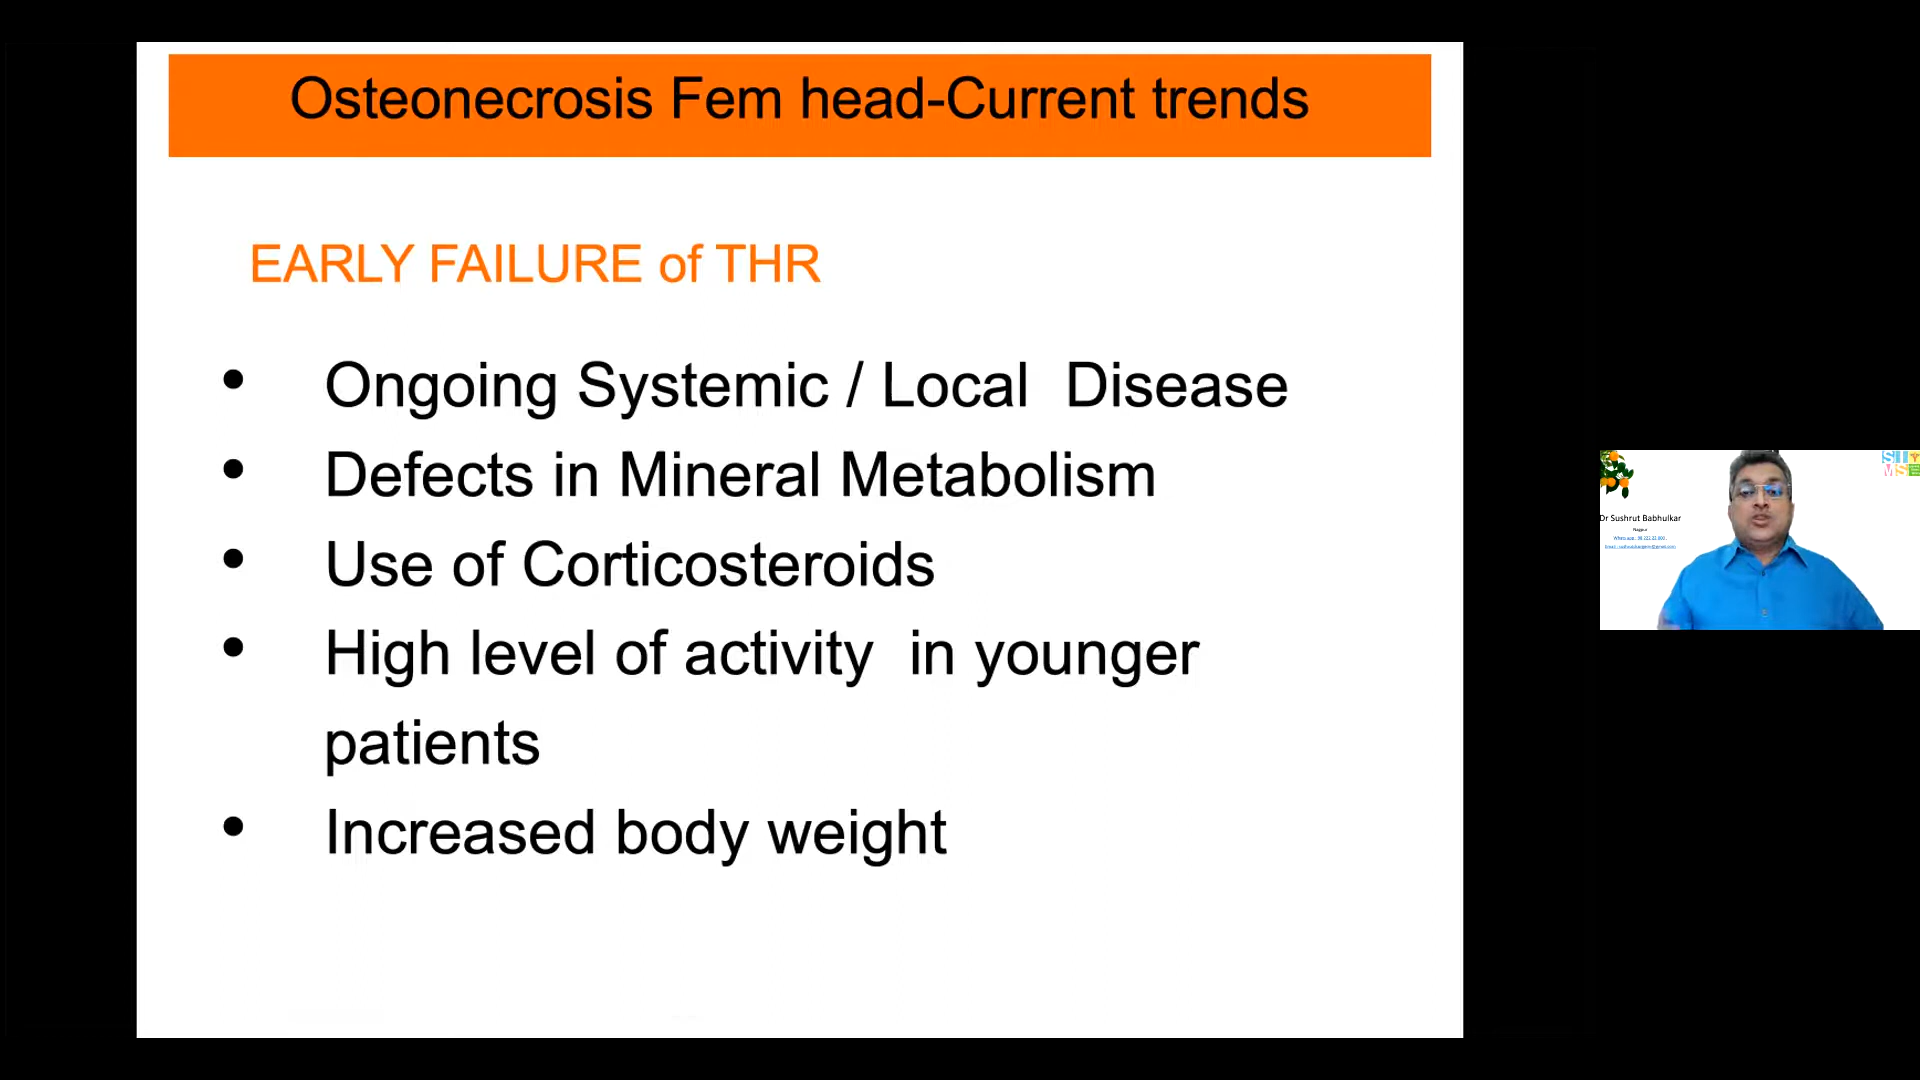 Osteonecrosis Fem head-Current trends
EARLY FAILURE of THR
• Ongoing Systemic / Local Disease
• Defects in Mineral Metabolism
• Use of Corticosteroids
• High level of activity in younger
patients
• Increased body weight
Dr Sushrut Babhulkar
Nagpur